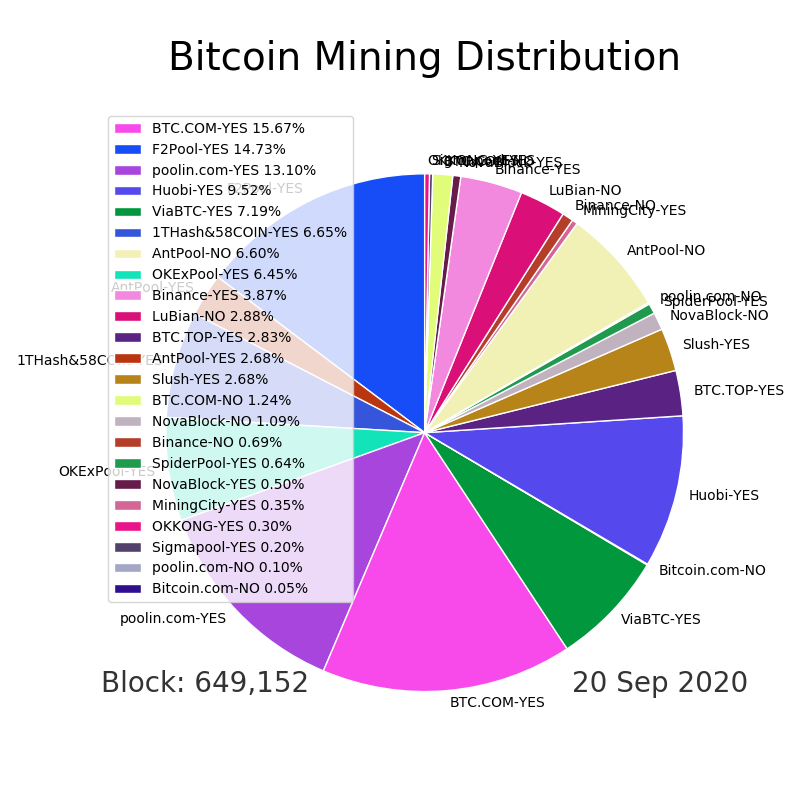 Bitcoin Mining Distribution
BTC.COM-YES 15.67%
F2Pool-YES 14.73%
poolin.com-YES 13.10%
Huobi-YES 9.52%
ViaBTC-YES 7.19%
1THash&58COIN-YES 6.65%
AntPool-NO 6.60%
OKExPool-YES 6.45%
Binance-YES 3.87%
LuBian-NO 2.88%
BTC.TOP-YES 2.83%
AntPool-YES 2.68%
Slush-YES 2.68%
BTC.COM-NO 1.24%
NovaBlock-NO 1.09%
Binance-NO 0.69%
SpiderPool-YES 0.64%
NovaBlock-YES 0.50%
MiningCity-YES 0.35%
OKKONG-YES 0.30%
Sigmapool-YES 0.20%
poolin.com-NO 0.10%
Bitcoin.com-NO 0.05%
Binance-YES
LuBian-NO
Binance-NO
MiningCity-YES
AntPool-NO
poolin.com-NO
SpiderPool-YES
NovaBlock-NO
Slush-YES
BTC.TOP-YES
Huobi-YES
Bitcoin.com-NO
ViaBTC-YES
BTC.COM-YES
poolin.com-YES
OKExPool-YES
AntPool-YES
Block: 649,152
20 Sep 2020